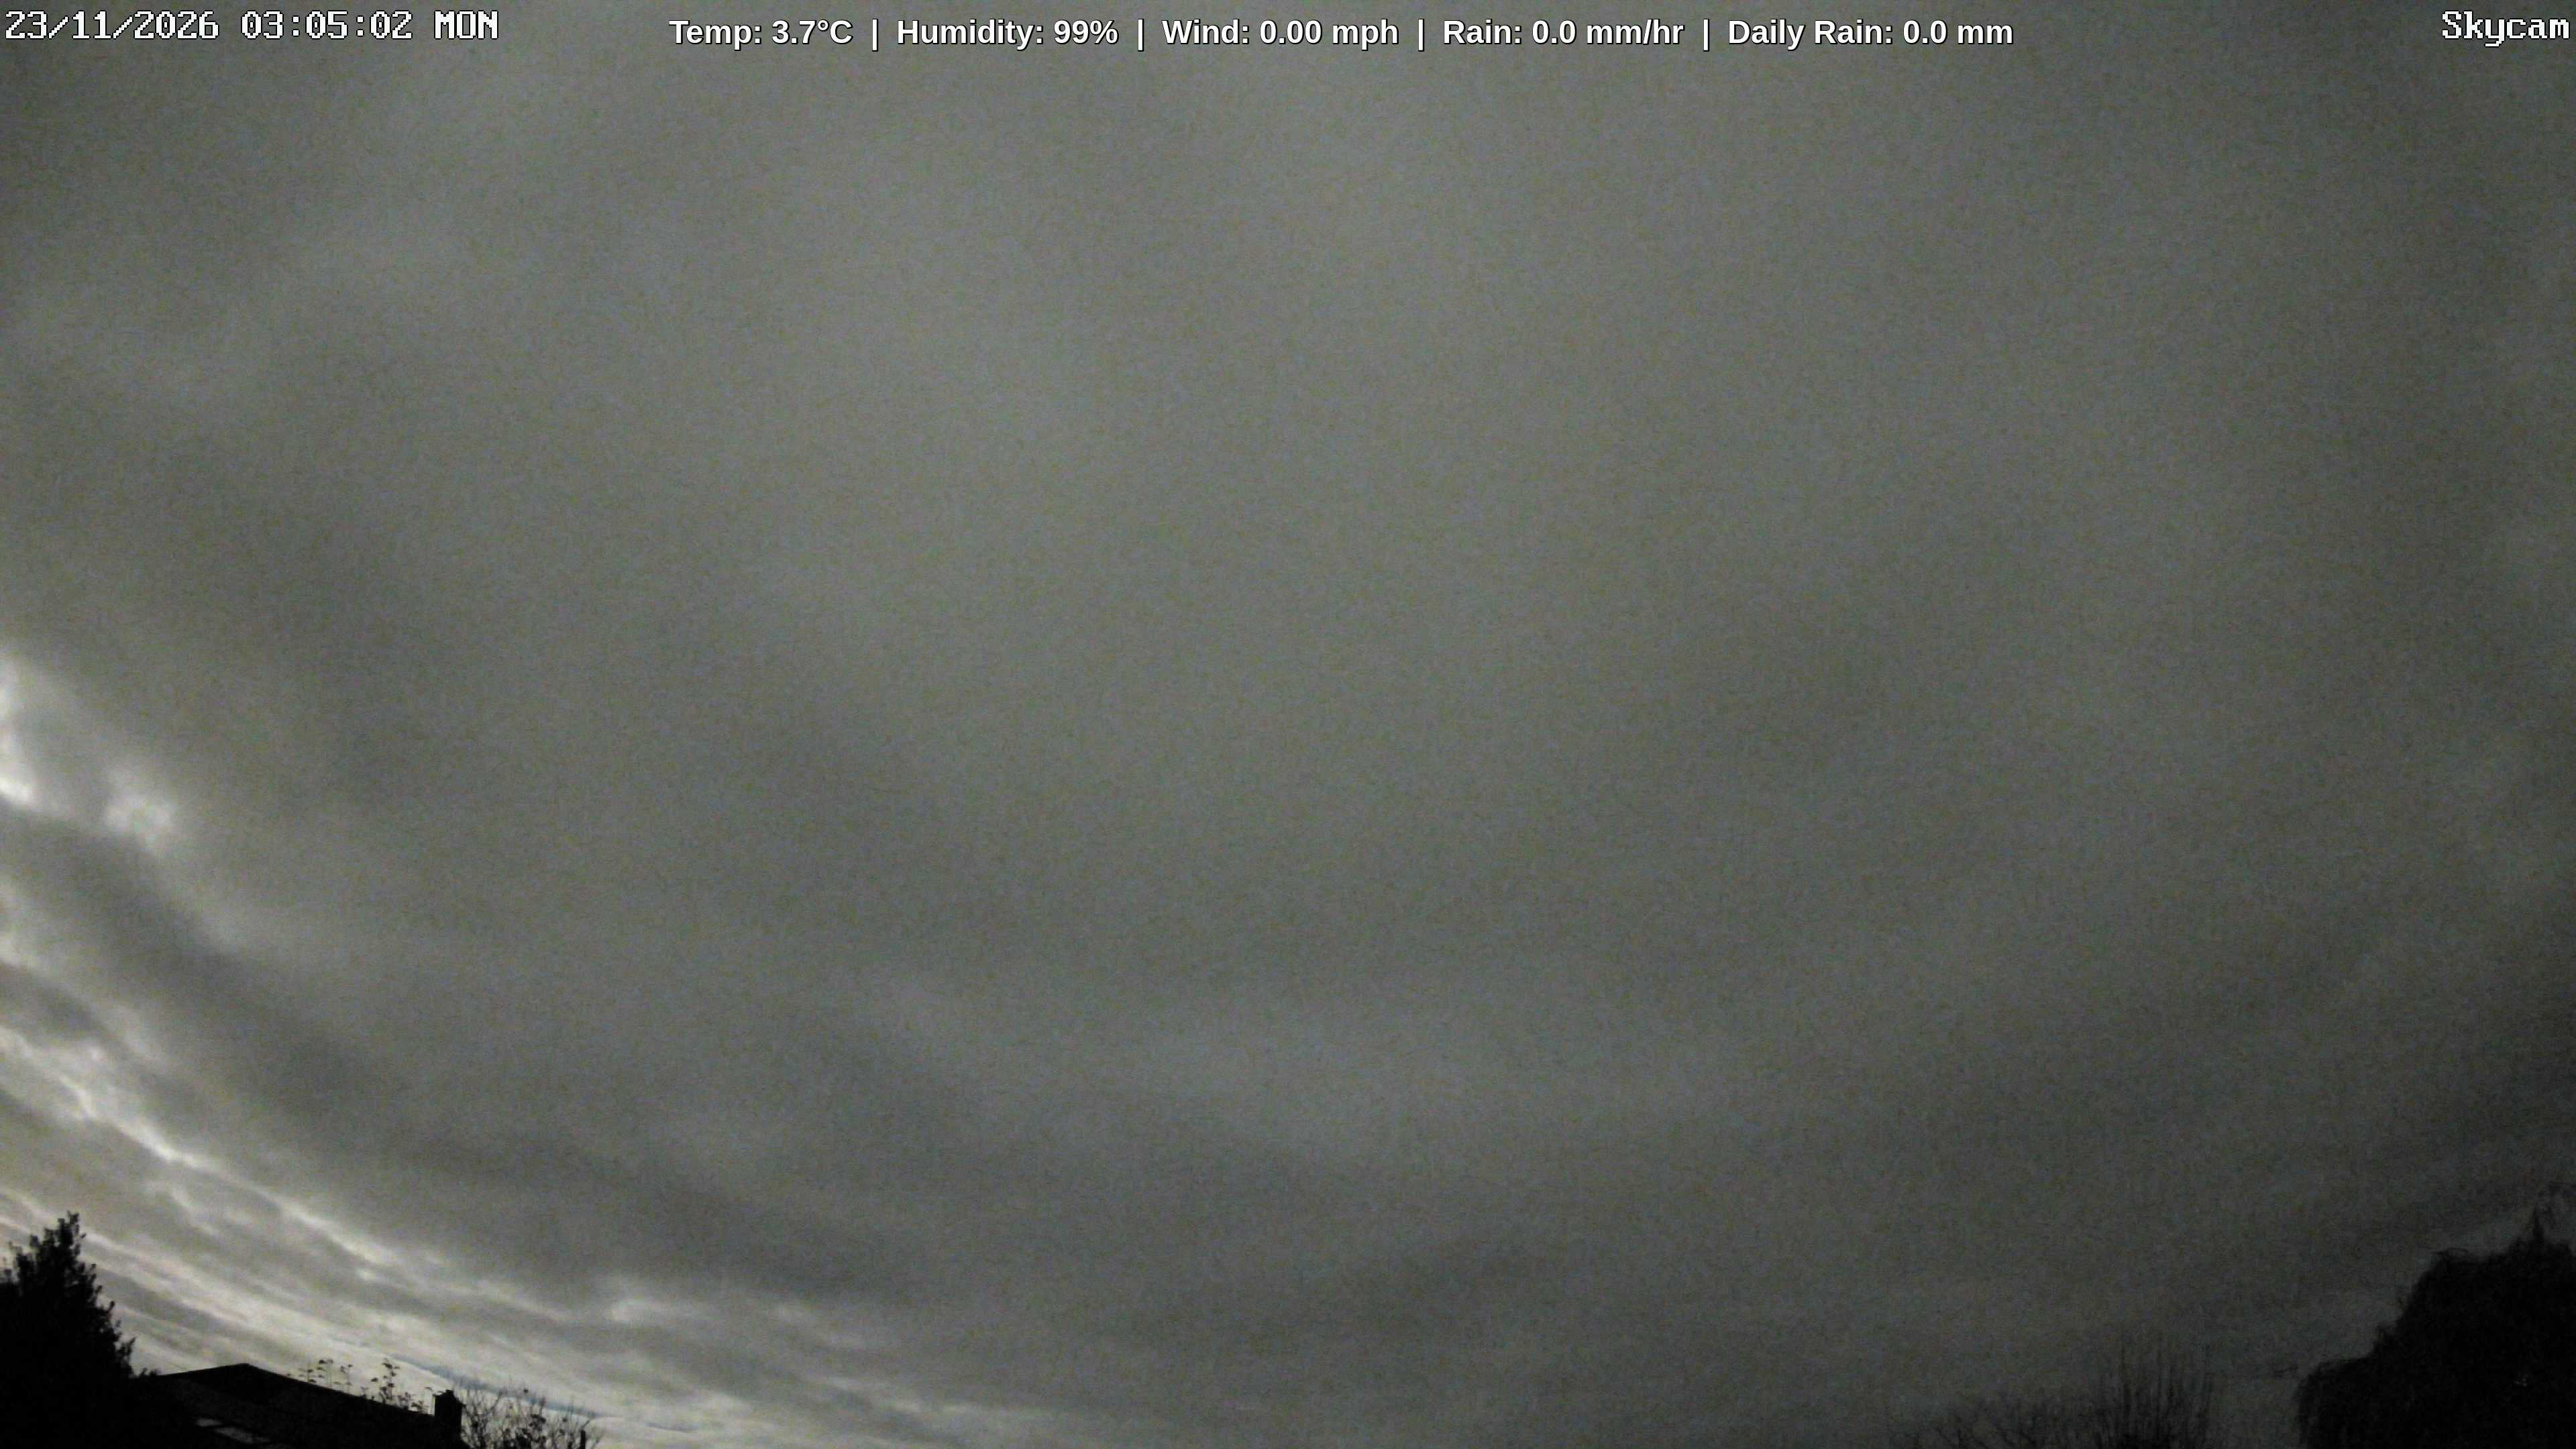 23/11/2026 03:05:02 MON
Temp: 3.7°C | Humidity: 99% | Wind: 0.00 mph | Rain: 0.0 mm/hr | Daily Rain: 0.0 mm
Skycam